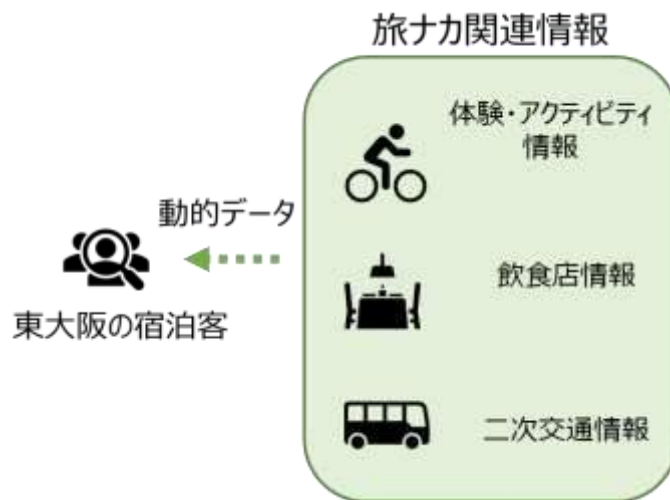 旅ナカ関連情報
体験・アクティビティ
情報
動的データ
飲食店情報
東大阪の宿泊客
二次交通情報